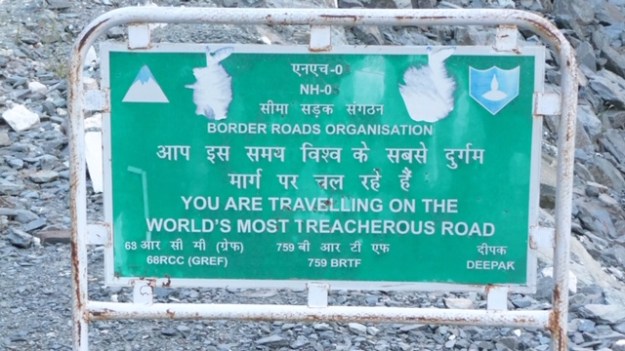 एनएच-0
NH-0
सीमा सड़क संगठन
BORDER ROADS ORGANISATION
आप इस समय विश्व के सबसे दुर्गम
मार्ग पर चल रहे हैं
YOU ARE TRAVELLING ON THE
WORLD'S MOST TREACHEROUS ROAD
68 आर सी सी (ग्रेफ) 759 बी आर टी एफ दीपक
68RCC (GREF) 759 BRTF DEEPAK